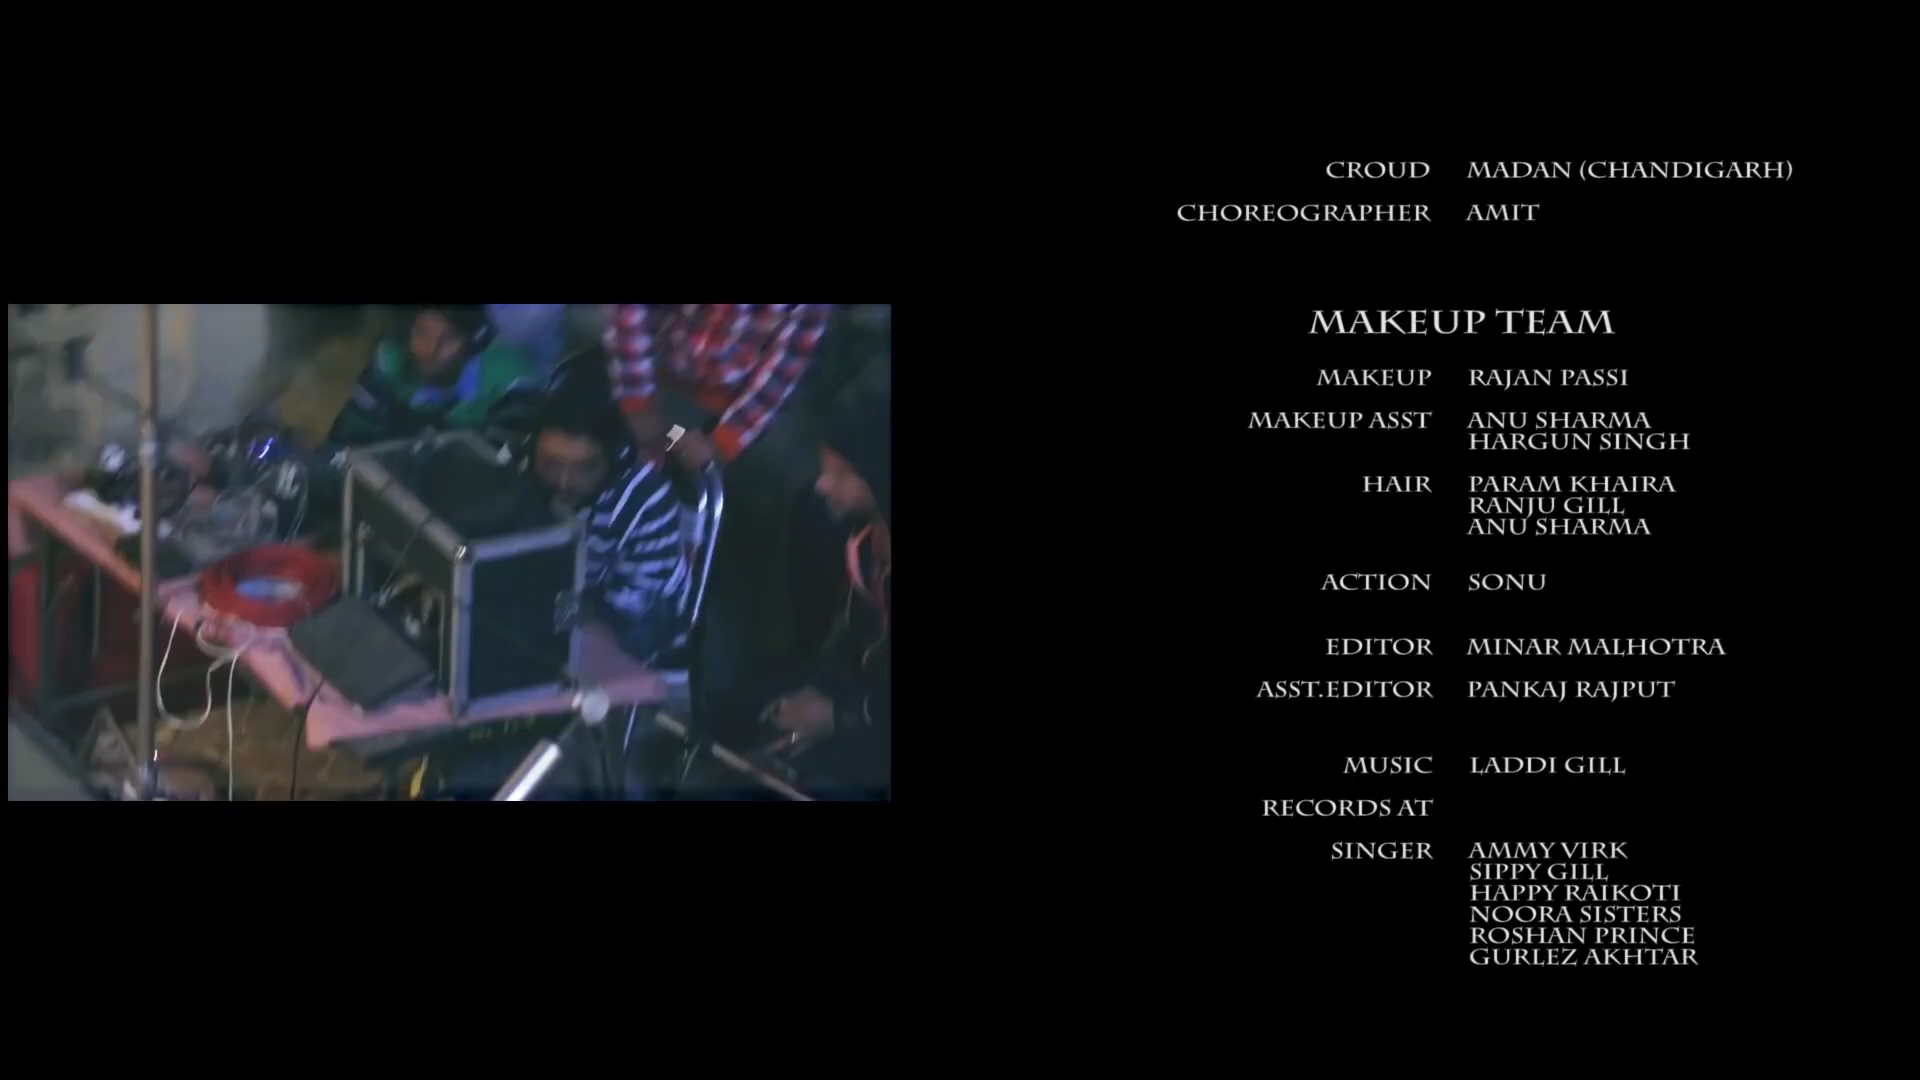 CROUD MADAN (CHANDIGARH)
CHOREOGRAPHER AMIT
MAKEUP TEAM
MAKEUP RAJAN PASSI
MAKEUP ASST ANU SHARMA
HARGUN SINGH
HAIR PARAM KHAIRA
RANJU GILL
ANU SHARMA
ACTION SONU
EDITOR MINAR MALHOTRA
ASST.EDITOR PANKAJ RAJPUT
MUSIC LADDI GILL
RECORDS AT
SINGER AMMY VIRK
SIPPY GILL
HAPPY RAIKOTI
NOORA SISTERS
ROSHAN PRINCE
GURLEZ AKHTAR